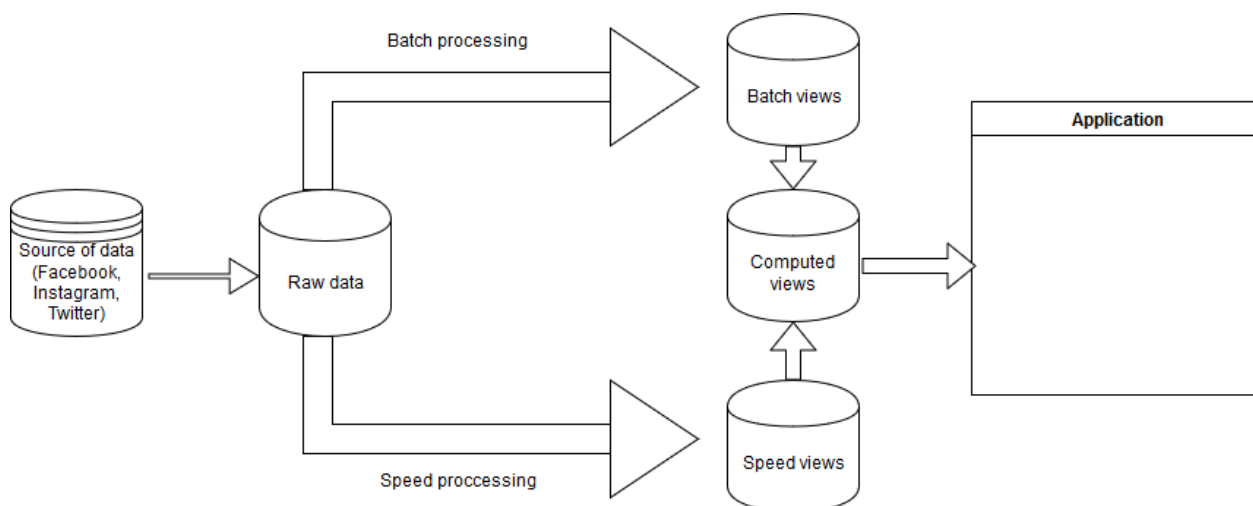 Batch processing
Batch views
Application
Source of data
(Facebook,
Instagram,
Twitter)
Raw data
Computed
views
Speed views
Speed proccessing